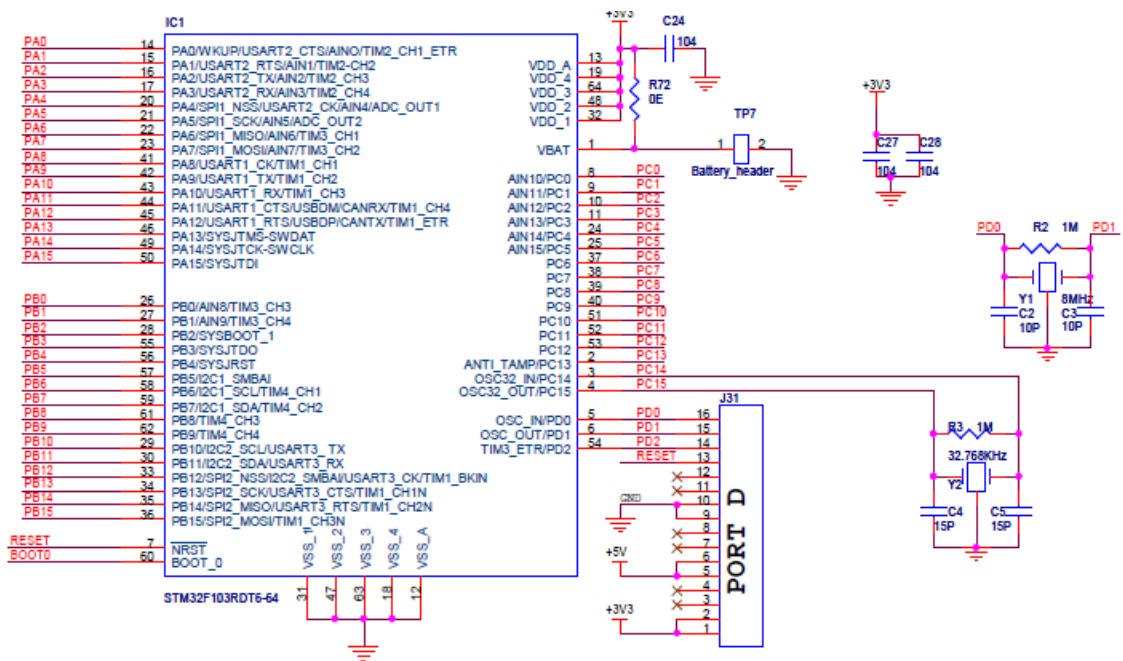 IC1
PA0 14 PA0/WKUP/USART2_CTS/AINO/TIM2_CH1_ETR
PA1 15 PA1/USART2_RTS/AIN1/TIM2-CH2
PA2 16 PA2/USART2_TX/AIN2/TIM2_CH3
PA3 17 PA3/USART2_RX/AIN3/TIM2_CH4
PA4 20 PA4/SPI1_NSS/USART2_CK/AIN4/ADC_OUT1
PA5 21 PA5/SPI1_SCK/AIN5/ADC_OUT2
PA6 22 PA6/SPI1_MISO/AIN6/TIM3_CH1
PA7 23 PA7/SPI1_MOSI/AIN7/TIM3_CH2
PA8 41 PA8/USART1_CK/TIM1_CH1
PA9 42 PA9/USART1_TX/TIM1_CH2
PA10 43 PA10/USART1_RX/TIM1_CH3
PA11 44 PA11/USART1_CTS/USBDM/CANRX/TIM1_CH4
PA12 45 PA12/USART1_RTS/USBDP/CANTX/TIM1_ETR
PA13 46 PA13/SYSJTMS-SWDAT
PA14 49 PA14/SYSJTCK-SWCLK
PA15 50 PA15/SYSJTDI
PB0 26 PB0/AIN8/TIM3_CH3
PB1 27 PB1/AIN9/TIM3_CH4
PB2 28 PB2/SYSBOOT_1
PB3 55 PB3/SYSJTDO
PB4 56 PB4/SYSJRST
PB5 57 PB5/I2C1_SMBAI
PB6 58 PB6/I2C1_SCL/TIM4_CH1
PB7 59 PB7/I2C1_SDA/TIM4_CH2
PB8 61 PB8/TIM4_CH3
PB9 62 PB9/TIM4_CH4
PB10 29 PB10/I2C2_SCL/USART3_TX
PB11 30 PB11/I2C2_SDA/USART3_RX
PB12 33 PB12/SPI2_NSS/I2C2_SMBAI/USART3_CK/TIM1_BKIN
PB13 34 PB13/SPI2_SCK/USART3_CTS/TIM1_CH1N
PB14 35 PB14/SPI2_MISO/USART3_RTS/TIM1_CH2N
PB15 36 PB15/SPI2_MOSI/TIM1_CH3N
RESET 7 NRST
BOOT0 60 BOOT_0
VDD_A 13
VDD_4 19
VDD_3 64
VDD_2 48
VDD_1 32
VBAT 1
AIN10/PC0 8 PC0
AIN11/PC1 9 PC1
AIN12/PC2 10 PC2
AIN13/PC3 11 PC3
AIN14/PC4 24 PC4
AIN15/PC5 25 PC5
PC6 37 PC6
PC7 38 PC7
PC8 39 PC8
PC9 40 PC9
PC10 51 PC10
PC11 52 PC11
PC12 53 PC12
ANTI_TAMP/PC13 2 PC13
OSC32_IN/PC14 3 PC14
OSC32_OUT/PC15 4 PC15
OSC_IN/PD0 5 PD0
OSC_OUT/PD1 6 PD1
TIM3_ETR/PD2 54 PD2
RESET
VSS_1 31
VSS_2 47
VSS_3 63
VSS_4 18
VSS_A 12
STM32F103RDT6-64
+3V3
C24
104
R72
0E
TP7
1 2
Battery_header
+3V3
C27 C28
104 104
PD0 R2 1M PD1
Y1 8MHz
C2 C3
10P 10P
R3 1M
32.768KHz
Y2
C4 C5
15P 15P
J31
PORT D
16
15
14
13
12
11
10
9
8
7
6
5
4
3
2
1
GND
+5V
+3V3